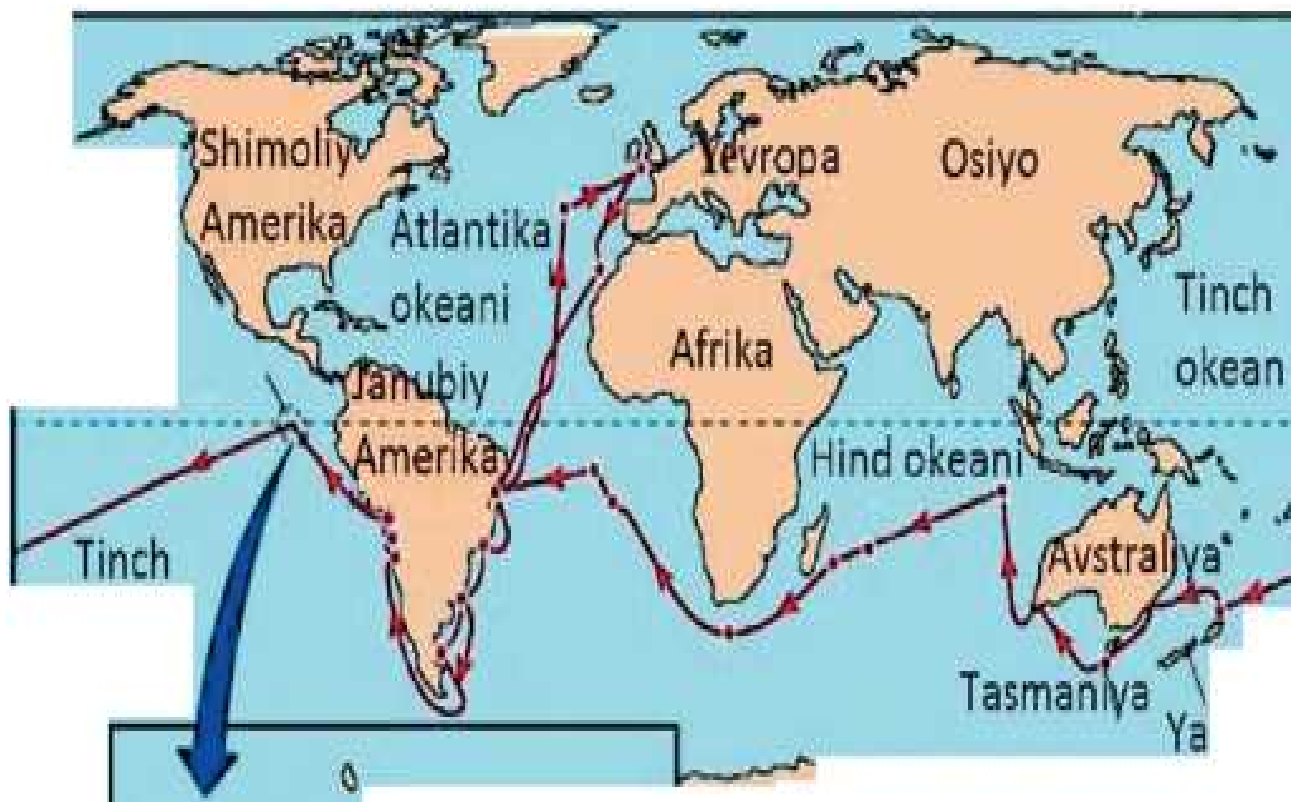 Shimoliy
Amerika
Atlantika
okeani
Yevropa
Osiyo
Tinch
okean
Afrika
Janubiy
Amerika
Hind okeani
Tinch
Avstraliya
Tasmaniya
Ya